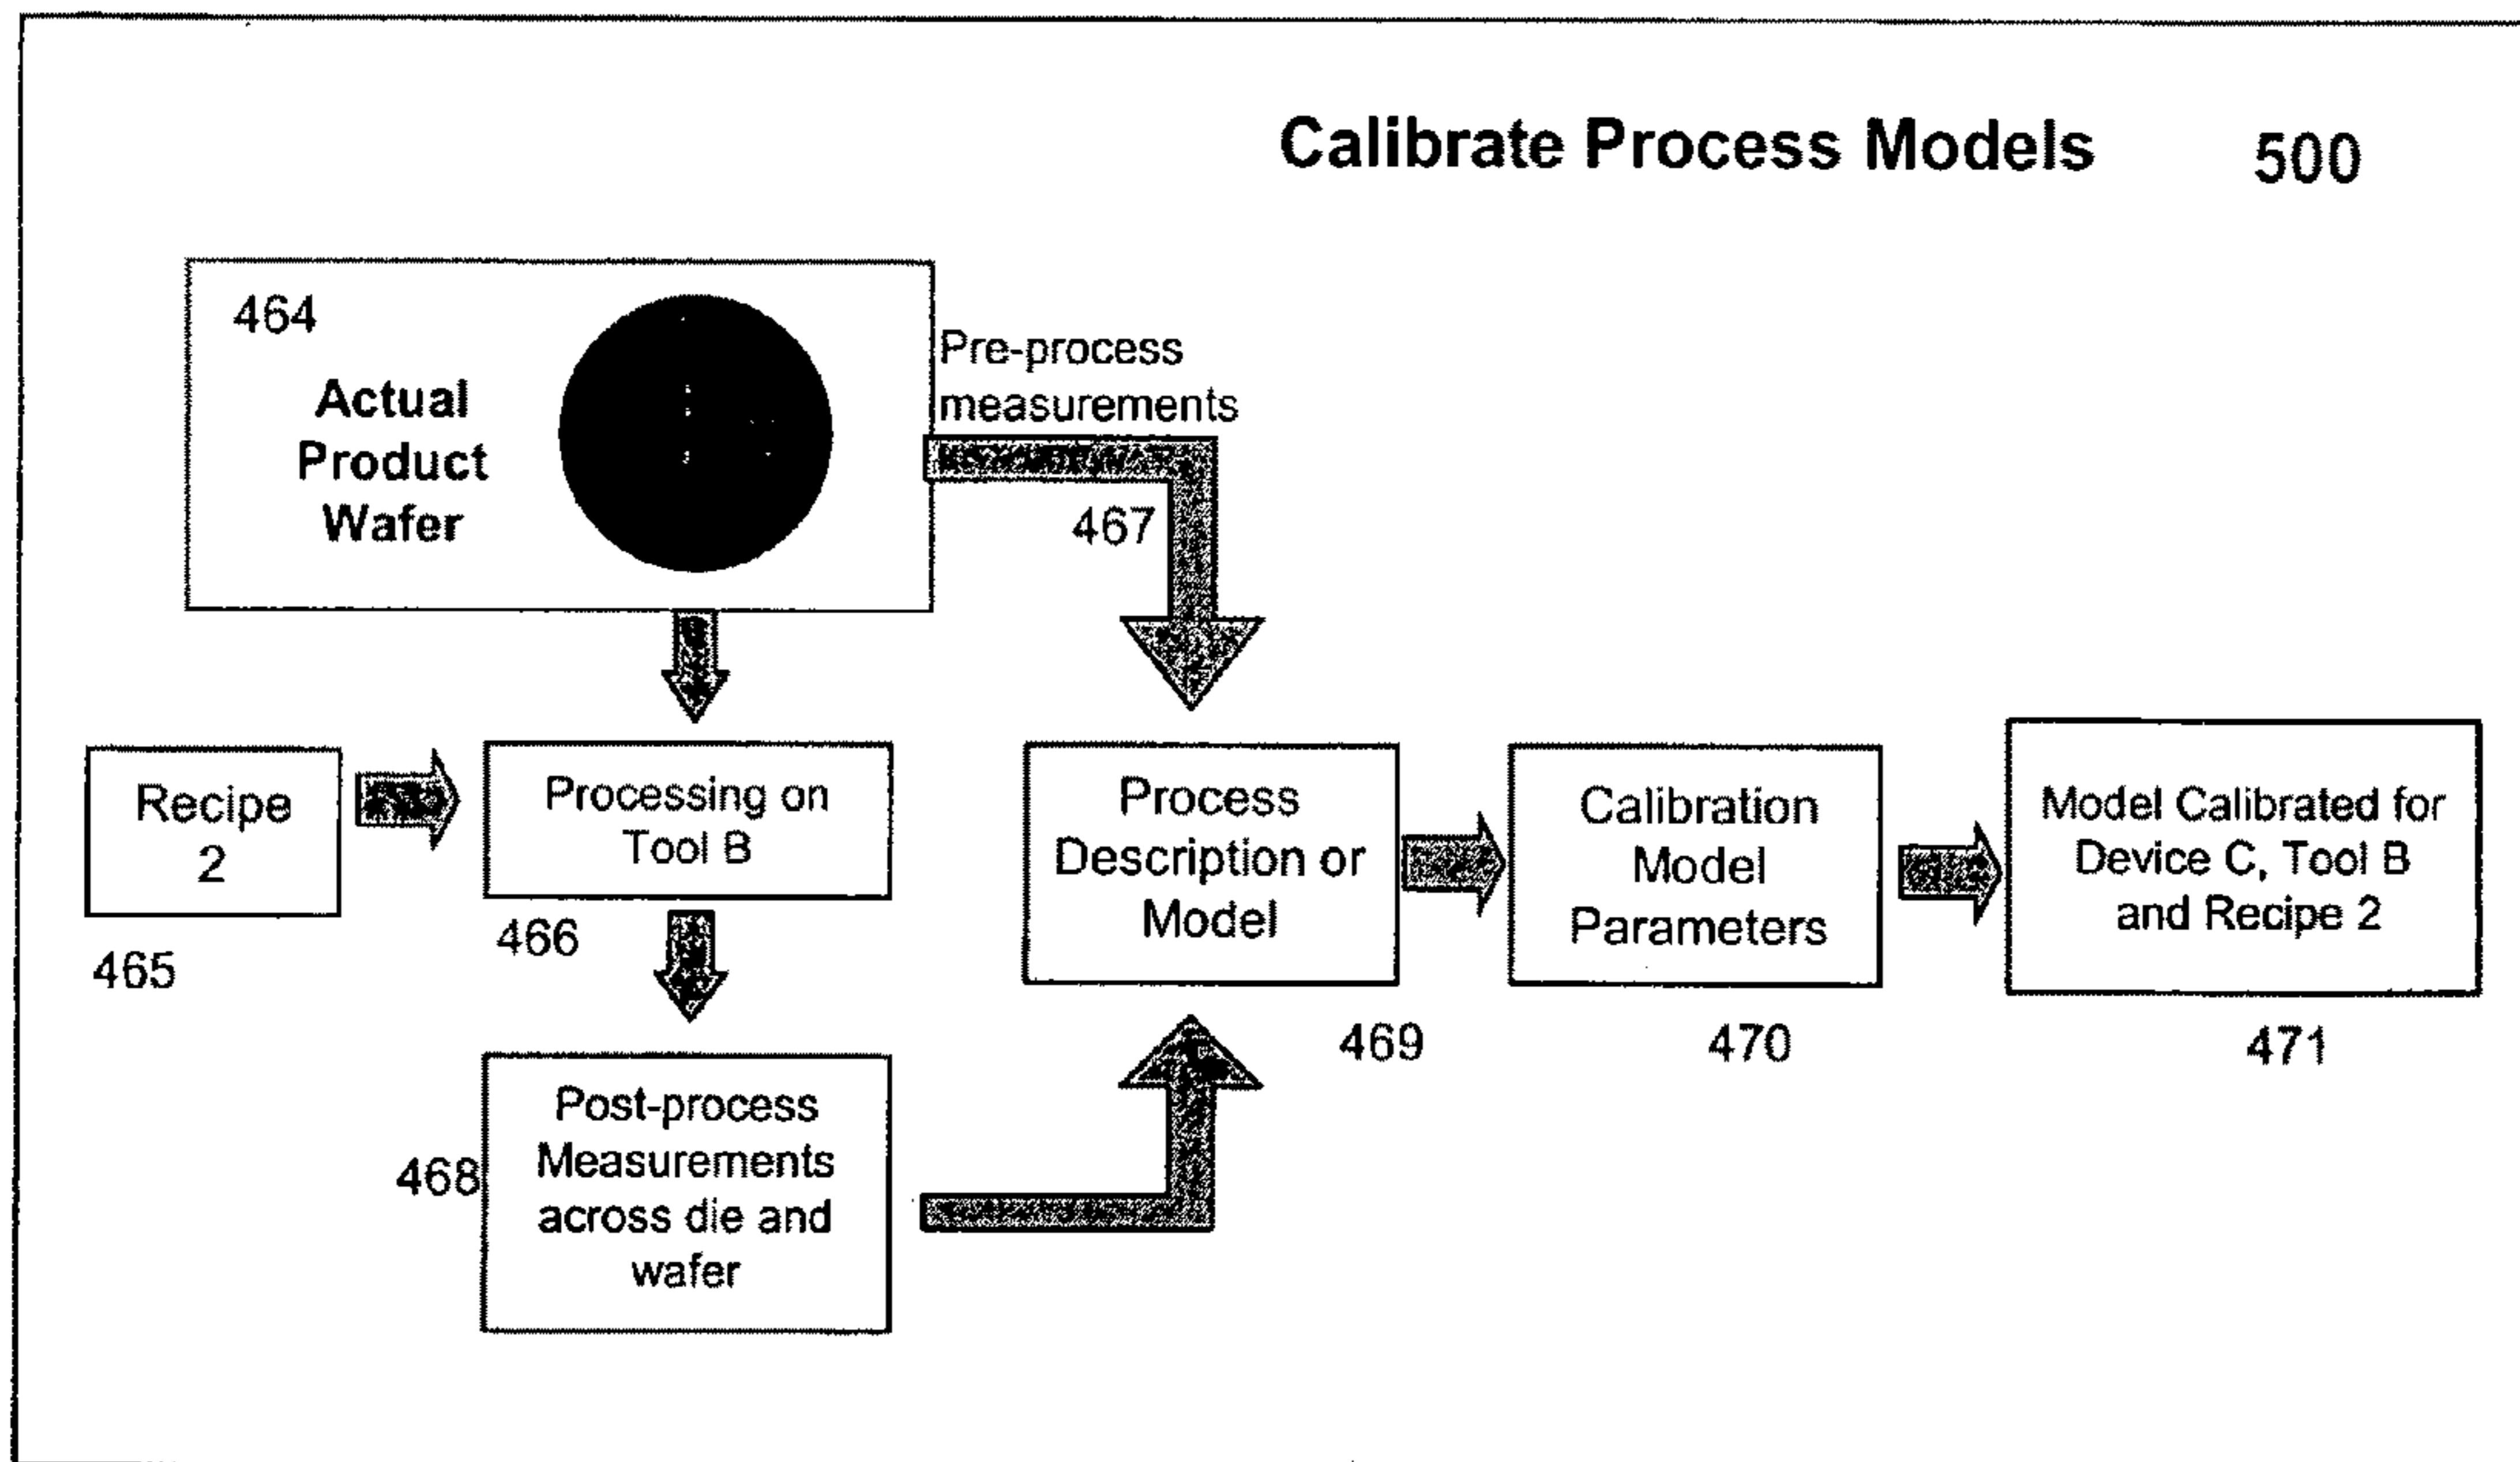 Calibrate Process Models 500
464
Actual
Product
Wafer
Pre-process
measurements
467
Recipe
2
465
Processing on
Tool B
466
Process
Description or
Model
469
Calibration
Model
Parameters
470
Model Calibrated for
Device C, Tool B
and Recipe 2
471
468
Post-process
Measurements
across die and
wafer